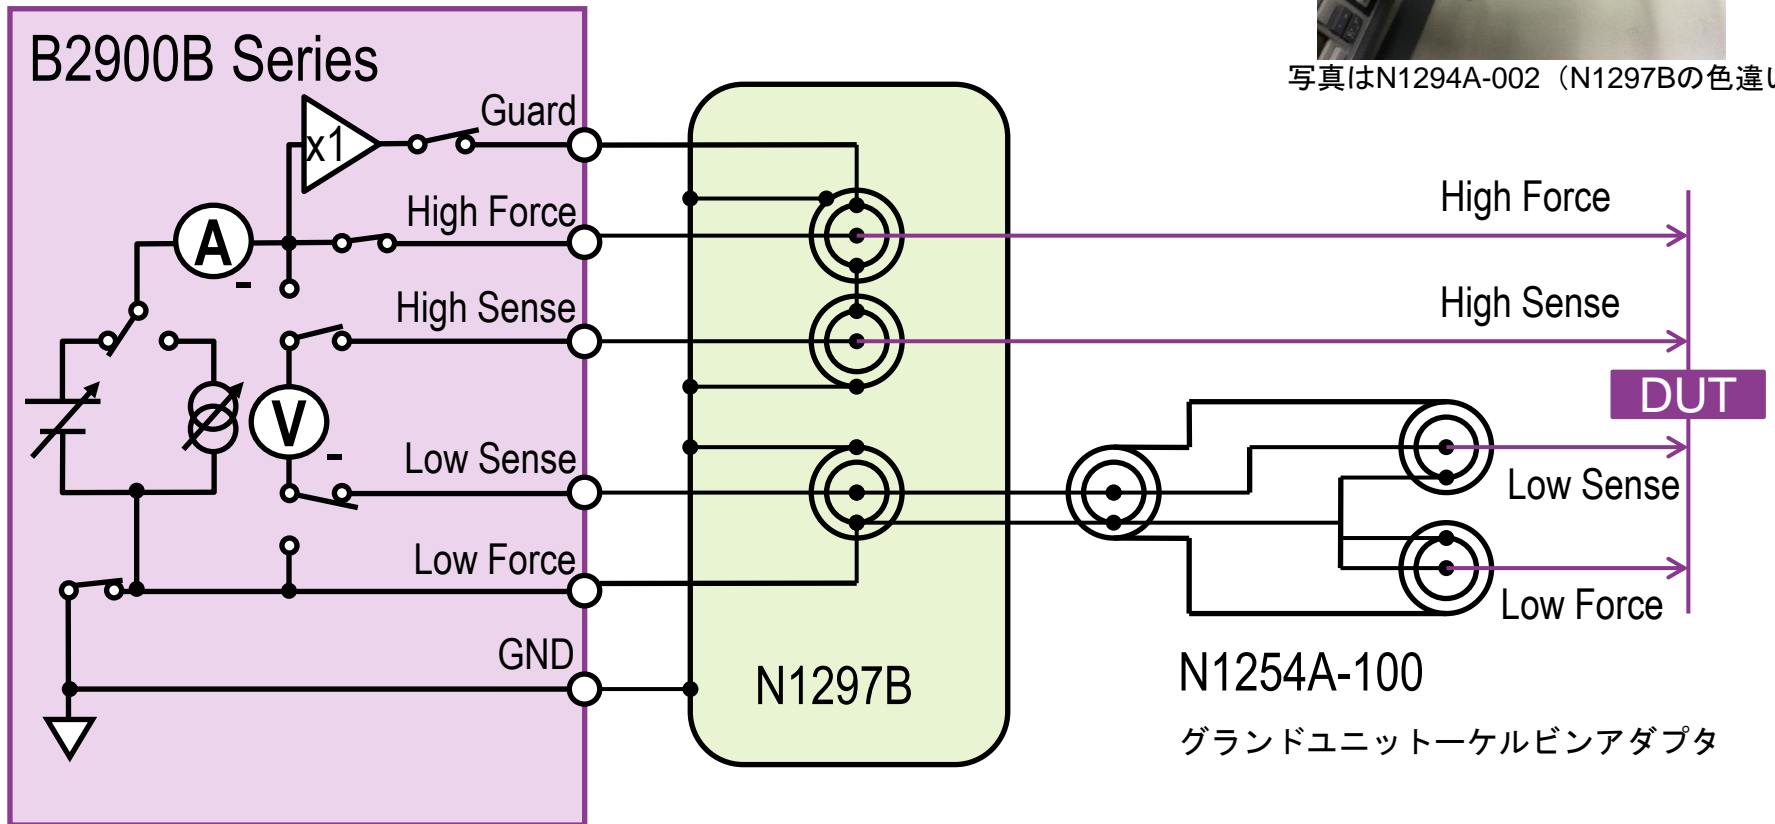 B2900B Series
写真はN1294A-002（N1297Bの色違い
Guard
x1
High Force
A
-
High Sense
V
-
Low Sense
Low Force
GND
N1297B
High Force
High Sense
DUT
Low Sense
Low Force
N1254A-100
グランドユニットーケルビンアダプタ